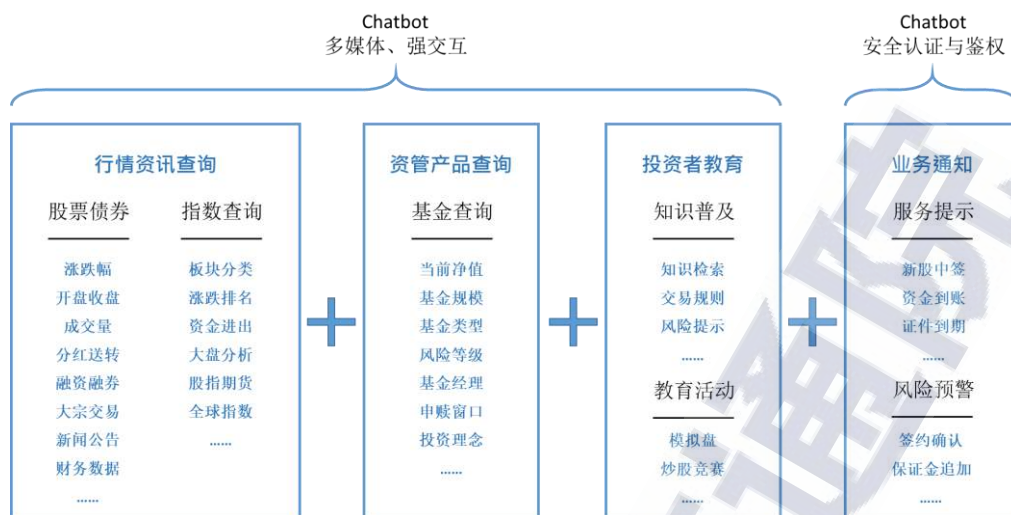 Chatbot
多媒体、强交互
Chatbot
安全认证与鉴权
行情资讯查询
股票债券
涨跌幅
开盘收盘
成交量
分红送转
融资融券
大宗交易
新闻公告
财务数据
......
指数查询
板块分类
涨跌排名
资金进出
大盘分析
股指期货
全球指数
......
资管产品查询
基金查询
当前净值
基金规模
基金类型
风险等级
基金经理
申赎窗口
投资理念
......
投资者教育
知识普及
知识检索
交易规则
风险提示
......
教育活动
模拟盘
炒股竞赛
......
业务通知
服务提示
新股中签
资金到账
证件到期
......
风险预警
签约确认
保证金追加
......
通院